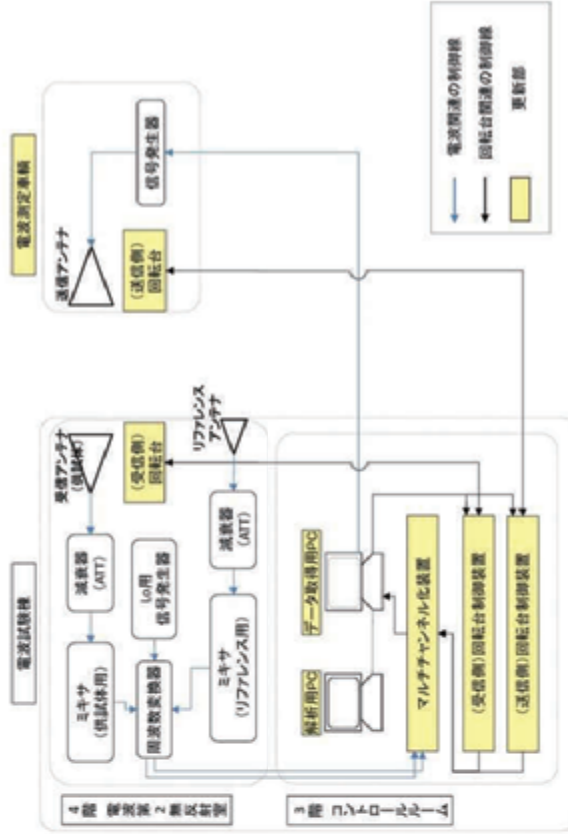 電波試験棟
電波測定車輌
4階 電波第2無反射室
ミキサ
(供試体用)
減衰器
(ATT)
受信アンテナ
(供試体)
送信アンテナ
信号発生器
周波数変換器
Lo用
信号発生器
(受信側)
回転台
(送信側)
回転台
ミキサ
(リファレンス用)
減衰器
(ATT)
リファレンス
アンテナ
3階 コントロールルーム
解析用PC
データ取得用PC
マルチチャンネル化装置
(受信側)回転台制御装置
(送信側)回転台制御装置
電波関連の制御線
回転台関連の制御線
更新部